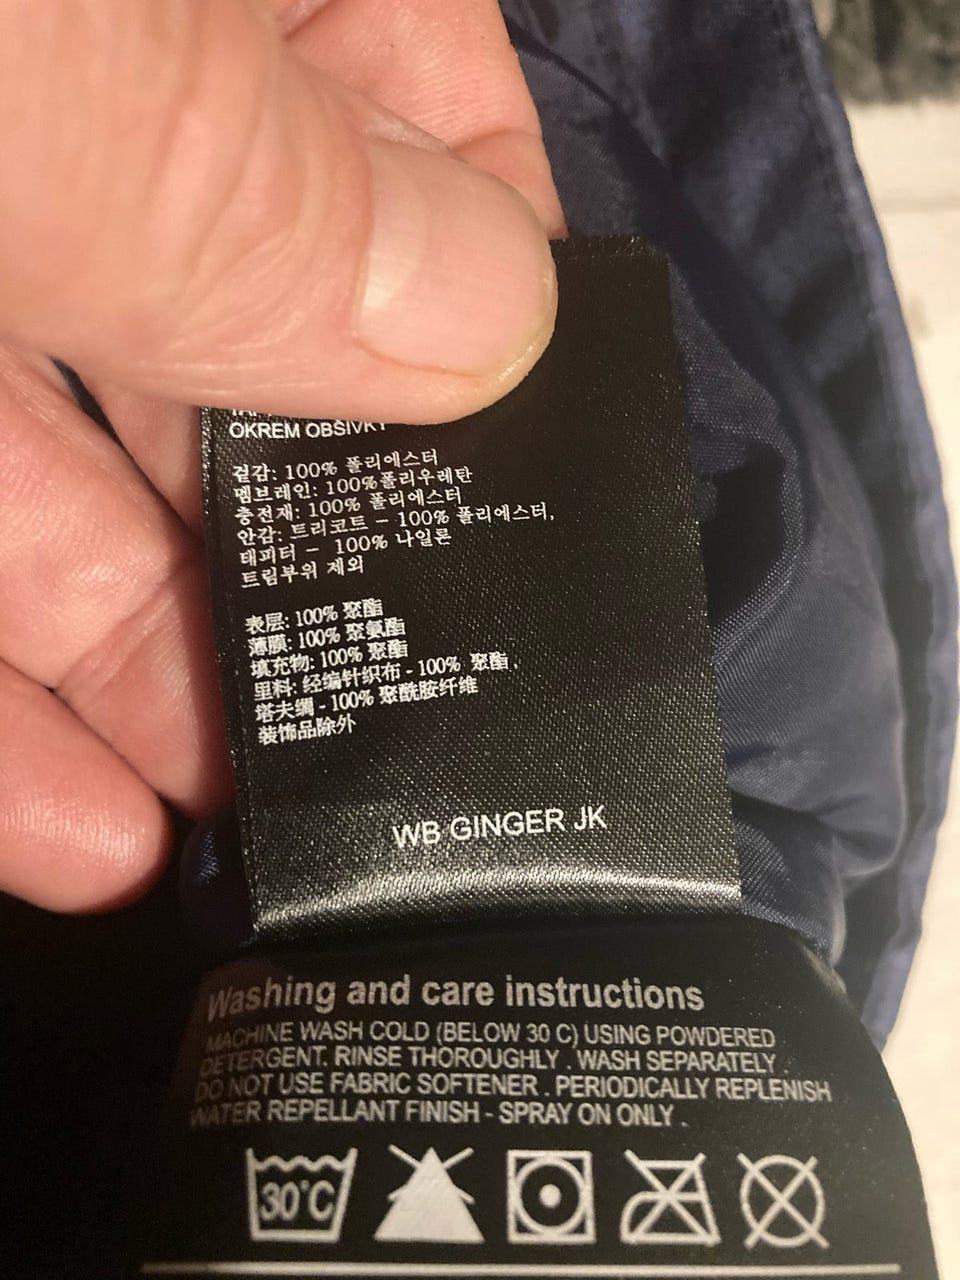 OKREM OBSIVKY
겉감: 100% 폴리에스터
멤브레인: 100%폴리우레탄
충전재: 100% 폴리에스터
안감: 트리코트 - 100% 폴리에스터,
태피터 - 100% 나일론
트림부위 제외
表层: 100% 聚酯
薄膜: 100% 聚氨酯
填充物: 100% 聚酯
里料: 经编针织布 - 100% 聚酯,
塔夫绸 - 100% 聚酰胺纤维
装饰品除外
WB GINGER JK
Washing and care instructions
MACHINE WASH COLD (BELOW 30 C) USING POWDERED
DETERGENT. RINSE THOROUGHLY . WASH SEPARATELY .
DO NOT USE FABRIC SOFTENER . PERIODICALLY REPLENISH
WATER REPELLANT FINISH - SPRAY ON ONLY .
30°C